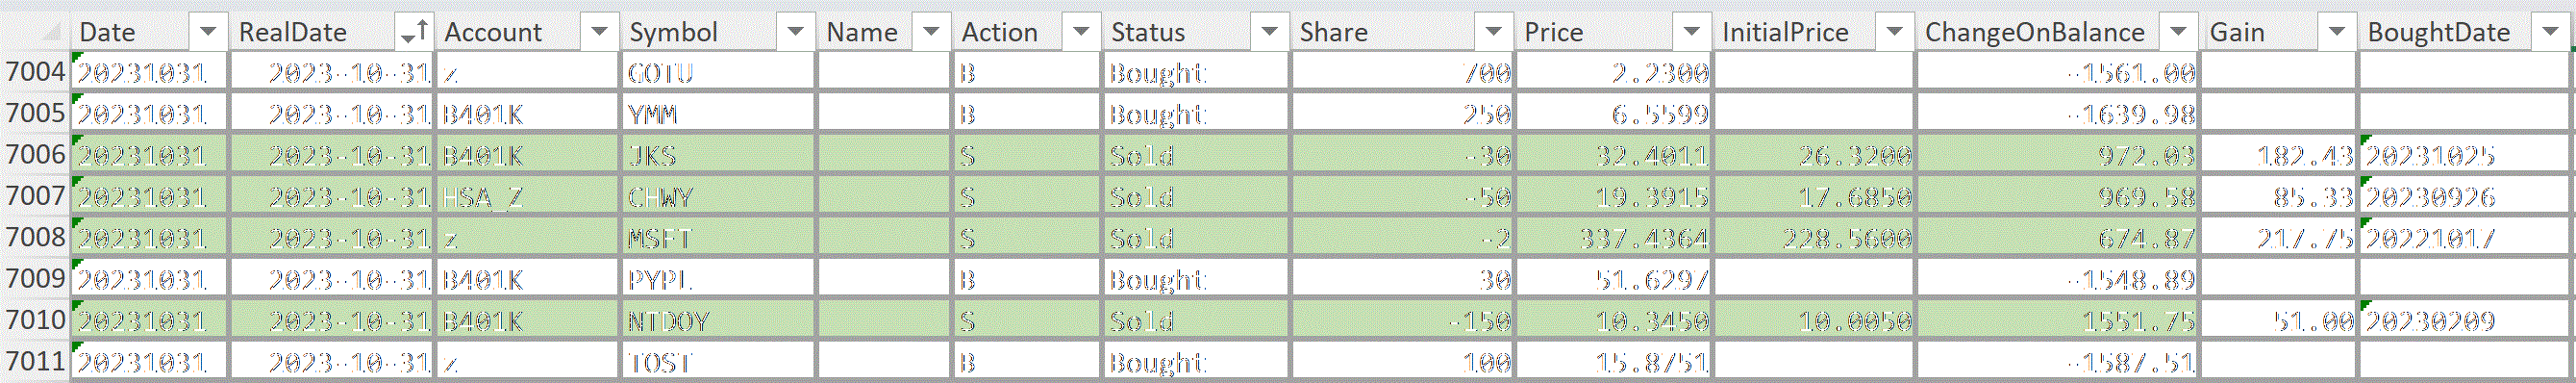 Date RealDate Account Symbol Name Action Status Share Price InitialPrice ChangeOnBalance Gain BoughtDate
7004 20231031 2023-10-31 z GOTU B Bought 700 2.2300 -1561.00
7005 20231031 2023-10-31 B401K YMM B Bought 250 6.5599 -1639.98
7006 20231031 2023-10-31 B401K JKS S Sold -30 32.4011 26.3200 972.03 182.43 20231025
7007 20231031 2023-10-31 HSA_Z CHWY S Sold -50 19.3915 17.6850 969.58 85.33 20230926
7008 20231031 2023-10-31 z MSFT S Sold -2 337.4364 228.5600 674.87 217.75 20221017
7009 20231031 2023-10-31 B401K PYPL B Bought 30 51.6297 -1548.89
7010 20231031 2023-10-31 B401K NTDOY S Sold -150 10.3450 10.0050 1551.75 51.00 20230209
7011 20231031 2023-10-31 z TOST B Bought 100 15.8751 -1587.51